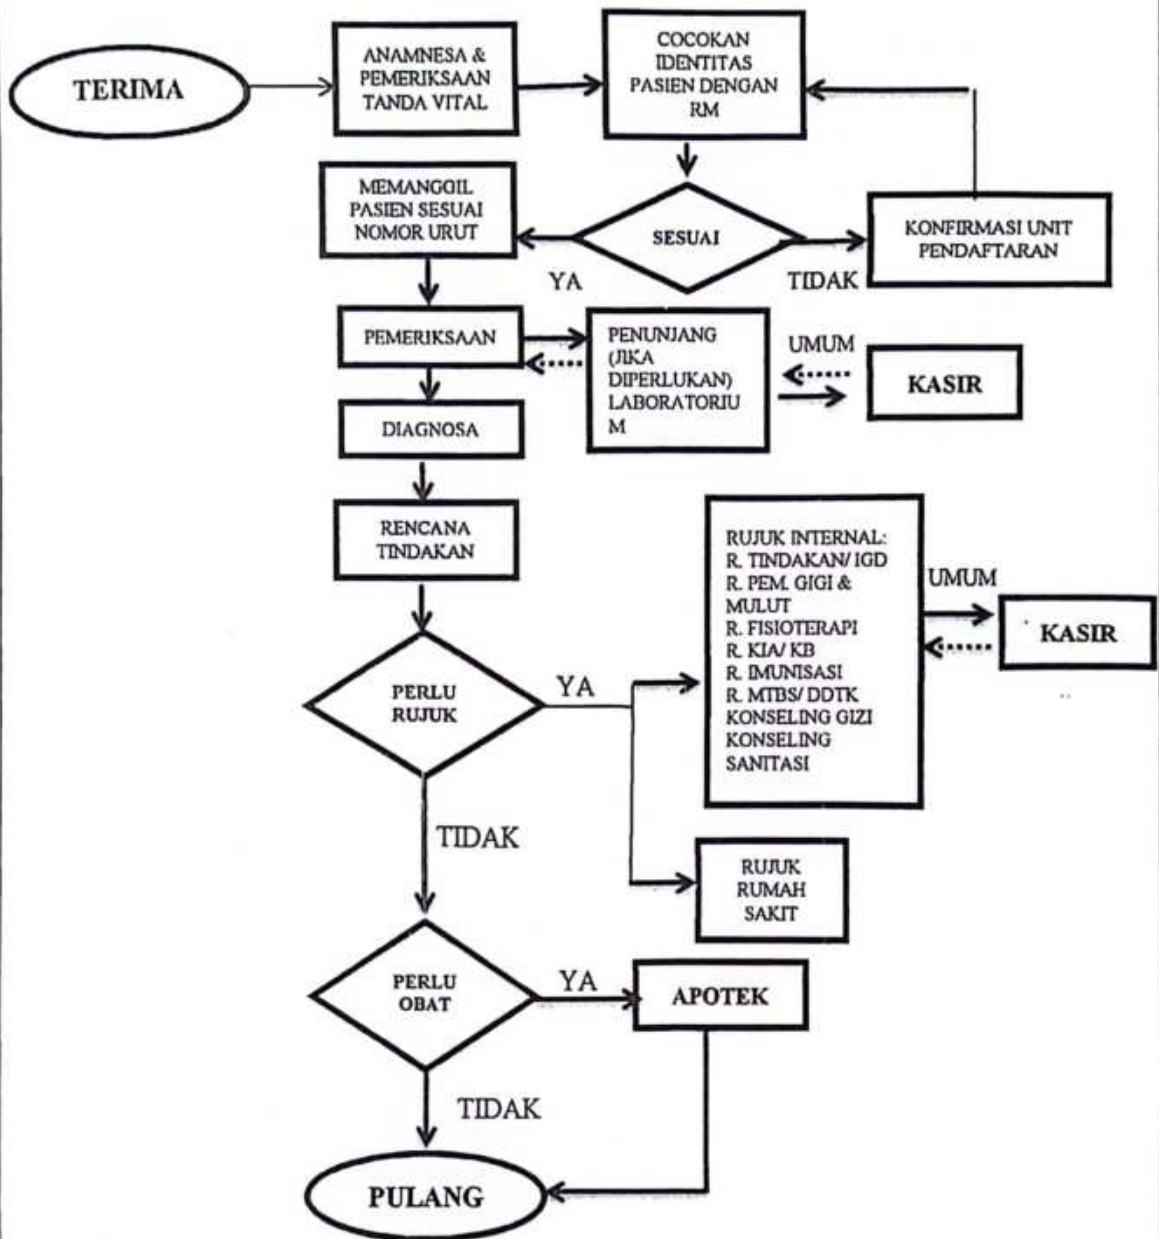 TERIMA
ANAMNESA &
PEMERIKSAAN
TANDA VITAL
COCOKAN
IDENTITAS
PASIEN DENGAN
RM
MEMANGGIL
PASIEN SESUAI
NOMOR URUT
SESUAI
KONFIRMASI UNIT
PENDAFTARAN
YA
TIDAK
PEMERIKSAAN
PENUNJANG
(JIKA
DIPERLUKAN)
LABORATORIU
M
UMUM
KASIR
DIAGNOSA
RENCANA
TINDAKAN
RUJUK INTERNAL:
R. TINDAKAN/ IGD
R. PEM. GIGI &
MULUT
R. FISIOTERAPI
R. KIA/ KB
R. IMUNISASI
R. MTBS/ DDTK
KONSELING GIZI
KONSELING
SANITASI
UMUM
KASIR
PERLU
RUJUK
YA
TIDAK
RUJUK
RUMAH
SAKIT
PERLU
OBAT
YA
APOTEK
TIDAK
PULANG